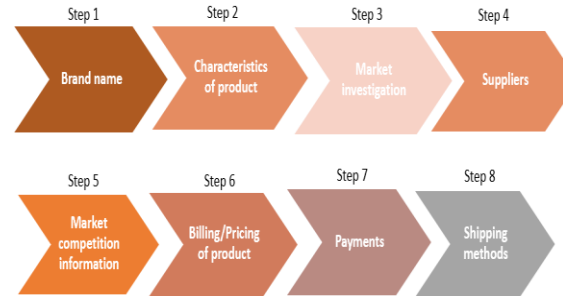 Step 1
Step 2
Step 3
Step 4
Brand name
Characteristics
of product
Market
investigation
Suppliers
Step 5
Step 6
Step 7
Step 8
Market
competition
information
Billing/Pricing
of product
Payments
Shipping
methods